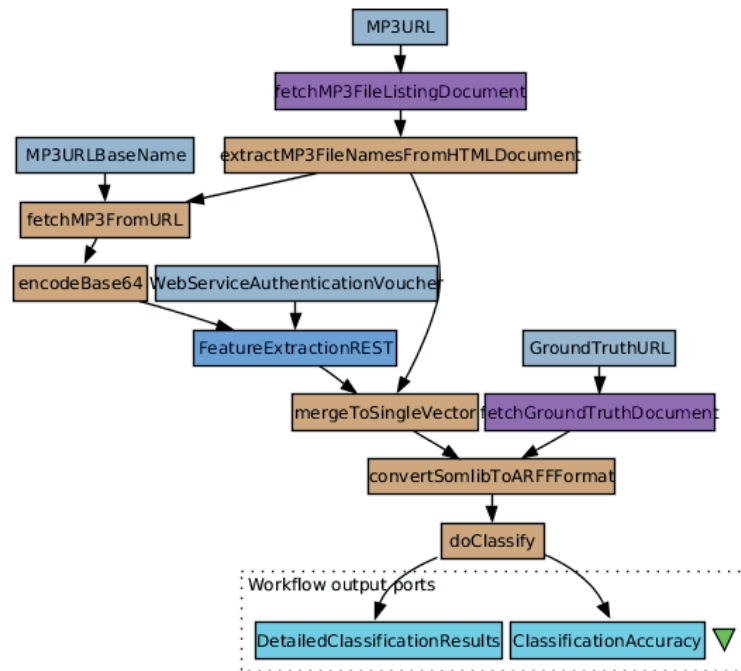 MP3URL
fetchMP3FileListingDocument
MP3URLBaseName
extractMP3FileNamesFromHTMLDocument
fetchMP3FromURL
encodeBase64
WebServiceAuthenticationVoucher
FeatureExtractionREST
GroundTruthURL
mergeToSingleVector
fetchGroundTruthDocument
convertSomlibToARFFFormat
doClassify
Workflow output ports
DetailedClassificationResults
ClassificationAccuracy